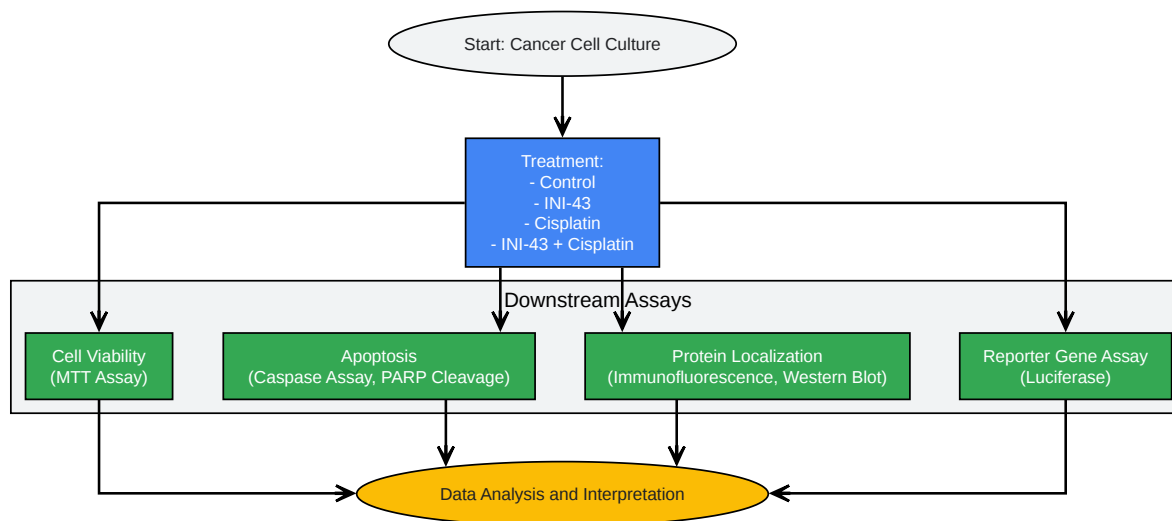 Start: Cancer Cell Culture
Treatment:
- Control
- INI-43
- Cisplatin
- INI-43 + Cisplatin
Downstream Assays
Cell Viability
(MTT Assay)
Apoptosis
(Caspase Assay, PARP Cleavage)
Protein Localization
(Immunofluorescence, Western Blot)
Reporter Gene Assay
(Luciferase)
Data Analysis and Interpretation